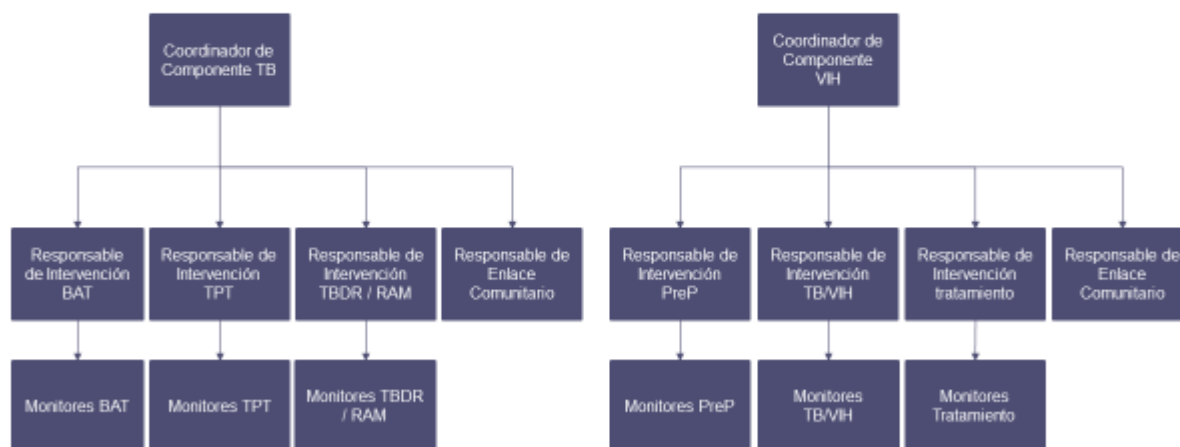 Coordinador de
Componente TB
Coordinador de
Componente
VIH
Responsable
de Intervención
BAT
Responsable de
Intervención
TPT
Responsable de
Intervención
TBDR / RAM
Responsable de
Enlace
Comunitario
Responsable de
Intervención
PreP
Responsable de
Intervención
TB/VIH
Responsable de
Intervención
tratamiento
Responsable de
Enlace
Comunitario
Monitores BAT
Monitores TPT
Monitores TBDR
/ RAM
Monitores PreP
Monitores
TB/VIH
Monitores
Tratamiento